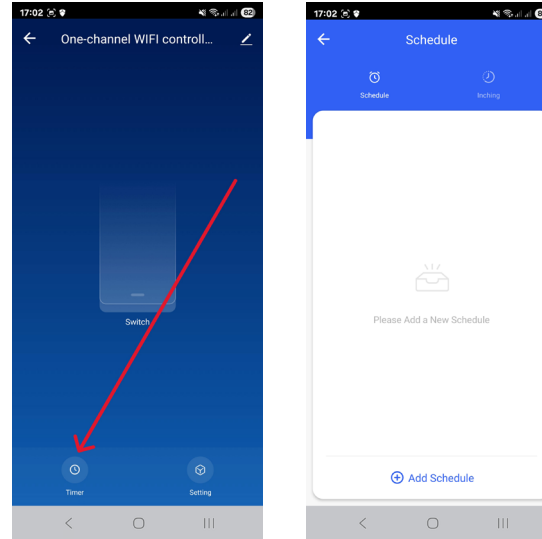 17:02
82
One-channel WIFI controll...
Switch
Timer
Setting
17:02
Schedule
Schedule
Inching
Please Add a New Schedule
Add Schedule